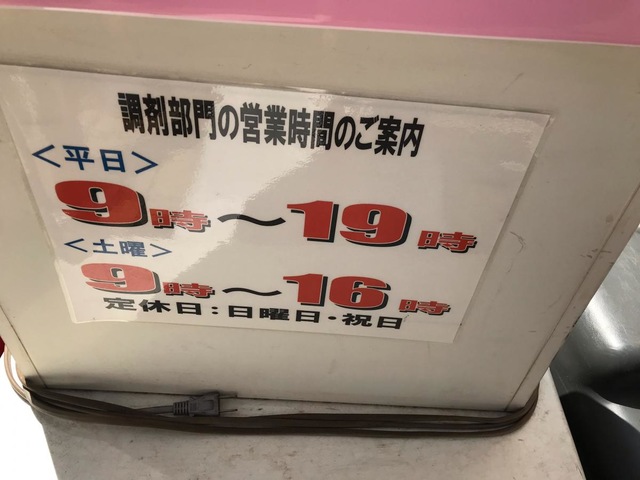 調剤部門の営業時間のご案内
<平日>
9時～19時
<土曜>
9時～16時
定休日:日曜日・祝日